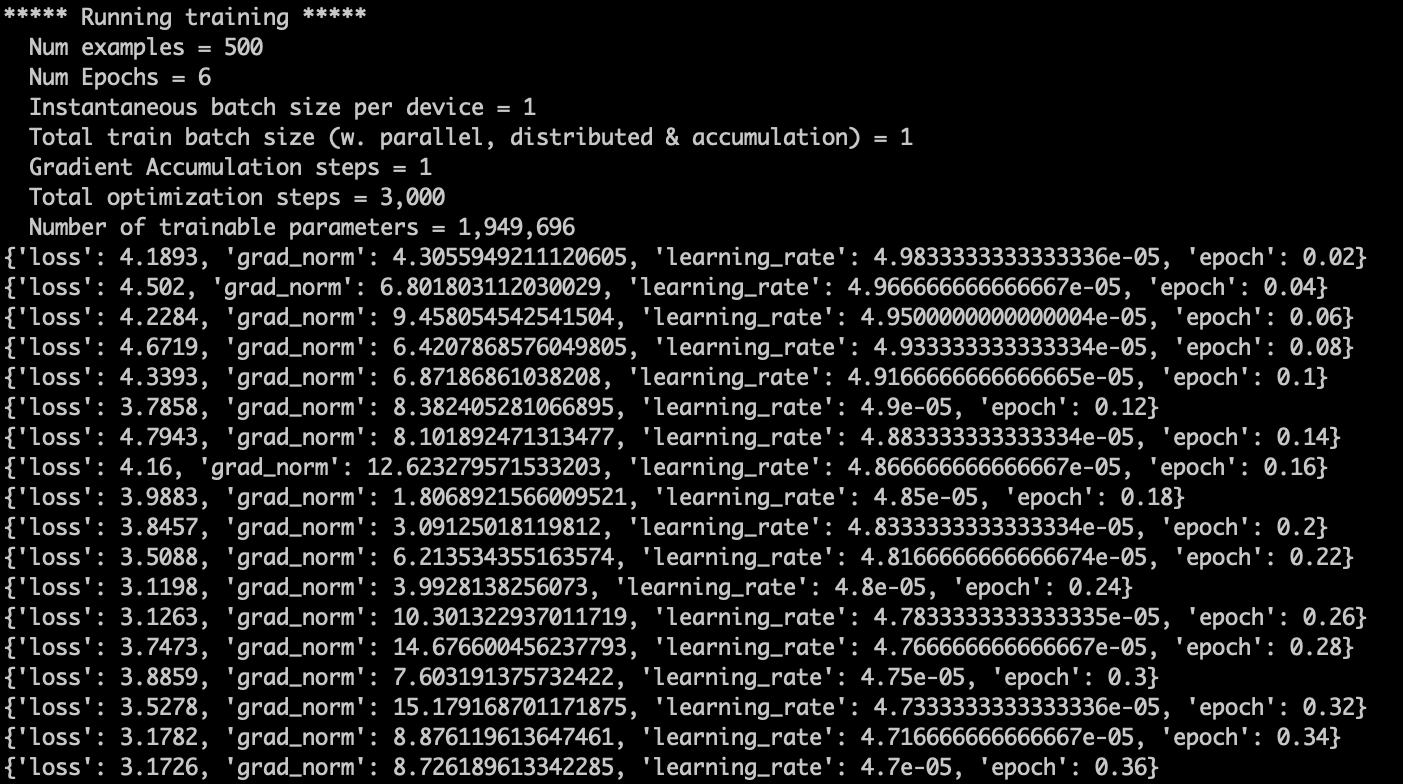 ***** Running training *****
  Num examples = 500
  Num Epochs = 6
  Instantaneous batch size per device = 1
  Total train batch size (w. parallel, distributed & accumulation) = 1
  Gradient Accumulation steps = 1
  Total optimization steps = 3,000
  Number of trainable parameters = 1,949,696
{'loss': 4.1893, 'grad_norm': 4.3055949211120605, 'learning_rate': 4.9833333333333336e-05, 'epoch': 0.02}
{'loss': 4.502, 'grad_norm': 6.801803112030029, 'learning_rate': 4.966666666666667e-05, 'epoch': 0.04}
{'loss': 4.2284, 'grad_norm': 9.458054542541504, 'learning_rate': 4.9500000000000004e-05, 'epoch': 0.06}
{'loss': 4.6719, 'grad_norm': 6.4207868576049805, 'learning_rate': 4.933333333333334e-05, 'epoch': 0.08}
{'loss': 4.3393, 'grad_norm': 6.87186861038208, 'learning_rate': 4.9166666666666665e-05, 'epoch': 0.1}
{'loss': 3.7858, 'grad_norm': 8.382405281066895, 'learning_rate': 4.9e-05, 'epoch': 0.12}
{'loss': 4.7943, 'grad_norm': 8.101892471313477, 'learning_rate': 4.883333333333334e-05, 'epoch': 0.14}
{'loss': 4.16, 'grad_norm': 12.623279571533203, 'learning_rate': 4.866666666666667e-05, 'epoch': 0.16}
{'loss': 3.9883, 'grad_norm': 1.8068921566009521, 'learning_rate': 4.85e-05, 'epoch': 0.18}
{'loss': 3.8457, 'grad_norm': 3.09125018119812, 'learning_rate': 4.8333333333333334e-05, 'epoch': 0.2}
{'loss': 3.5088, 'grad_norm': 6.213534355163574, 'learning_rate': 4.8166666666666674e-05, 'epoch': 0.22}
{'loss': 3.1198, 'grad_norm': 3.9928138256073, 'learning_rate': 4.8e-05, 'epoch': 0.24}
{'loss': 3.1263, 'grad_norm': 10.301322937011719, 'learning_rate': 4.7833333333333335e-05, 'epoch': 0.26}
{'loss': 3.7473, 'grad_norm': 14.676600456237793, 'learning_rate': 4.766666666666667e-05, 'epoch': 0.28}
{'loss': 3.8859, 'grad_norm': 7.603191375732422, 'learning_rate': 4.75e-05, 'epoch': 0.3}
{'loss': 3.5278, 'grad_norm': 15.179168701171875, 'learning_rate': 4.7333333333333336e-05, 'epoch': 0.32}
{'loss': 3.1782, 'grad_norm': 8.876119613647461, 'learning_rate': 4.716666666666667e-05, 'epoch': 0.34}
{'loss': 3.1726, 'grad_norm': 8.726189613342285, 'learning_rate': 4.7e-05, 'epoch': 0.36}